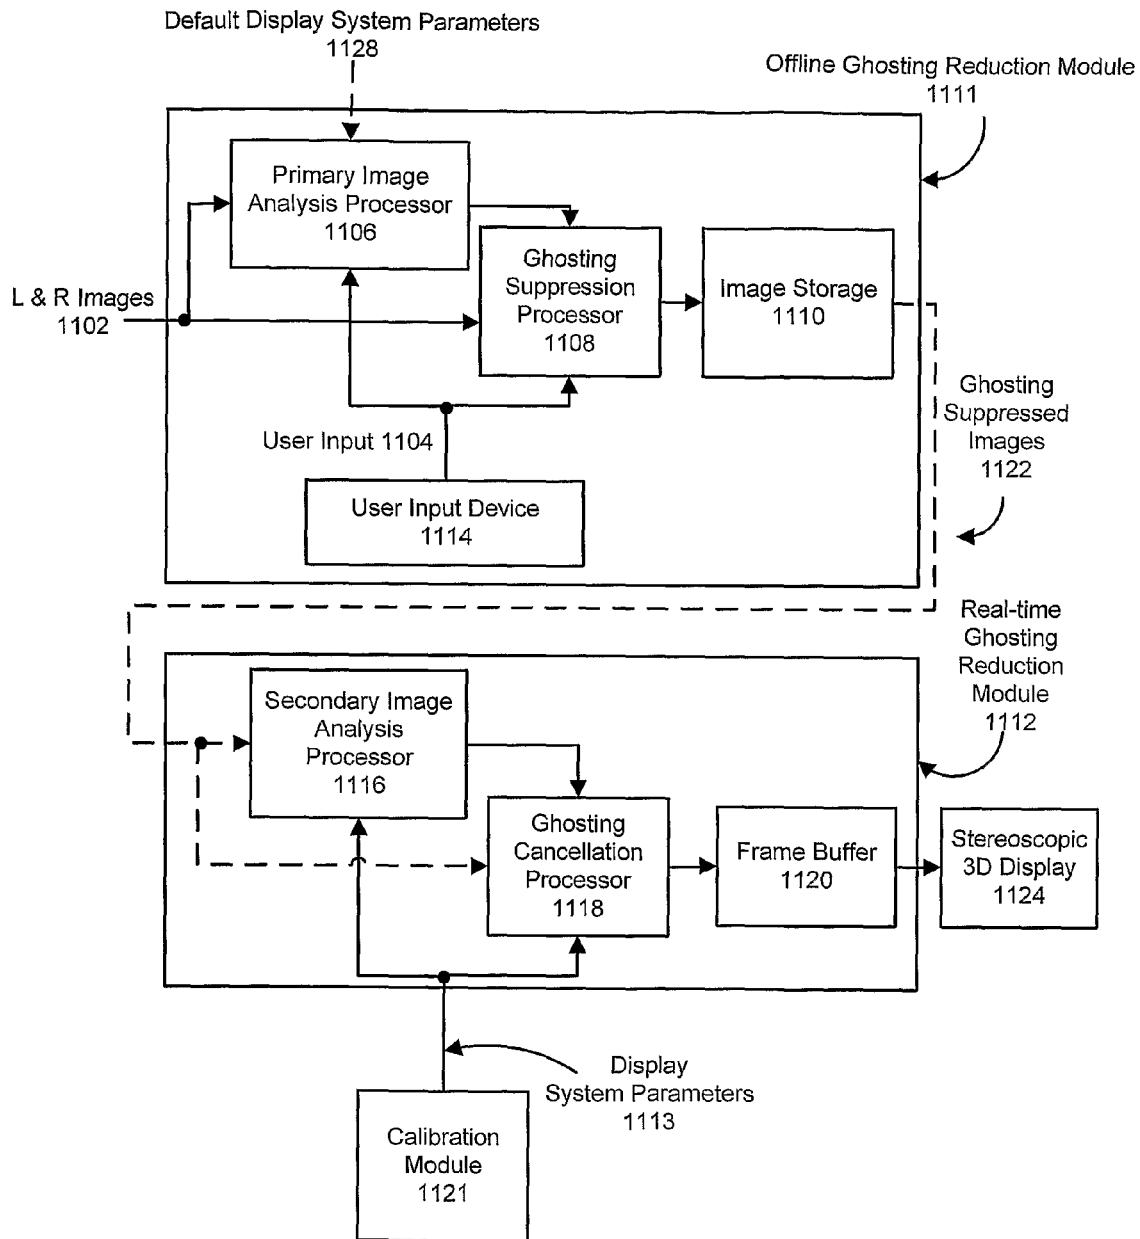 Default Display System Parameters
1128
Offline Ghosting Reduction Module
1111
Primary Image
Analysis Processor
1106
Ghosting
Suppression
Processor
1108
Image Storage
1110
L & R Images
1102
Ghosting
Suppressed
Images
1122
User Input 1104
User Input Device
1114
Real-time
Ghosting
Reduction
Module
1112
Secondary Image
Analysis
Processor
1116
Ghosting
Cancellation
Processor
1118
Frame Buffer
1120
Stereoscopic
3D Display
1124
Display
System Parameters
1113
Calibration
Module
1121